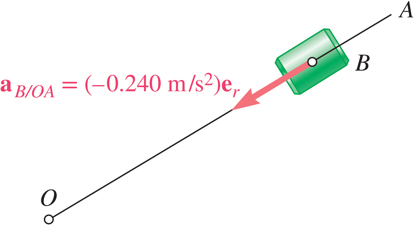 A
B
𝐚_B/OA = (–0.240 m/s²)𝐞_r
O